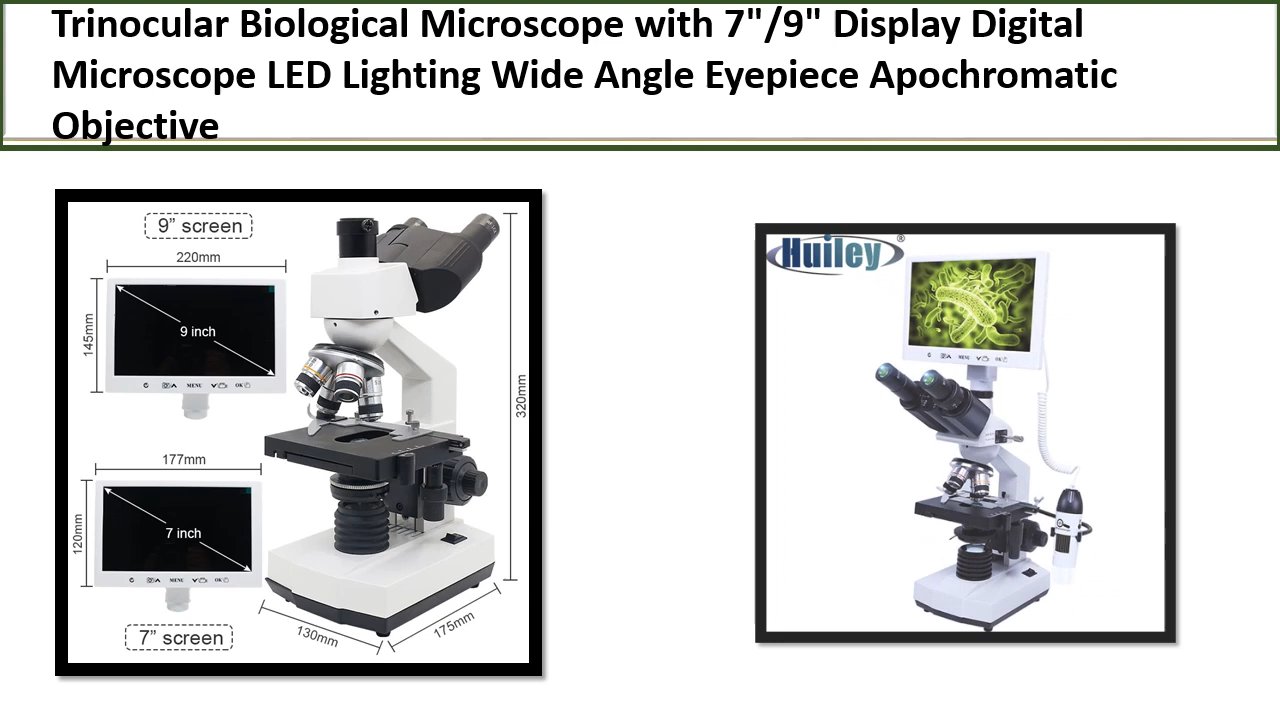 Trinocular Biological Microscope with 7"/9" Display Digital
Microscope LED Lighting Wide Angle Eyepiece Apochromatic
Objective
9” screen
220mm
145mm
9 inch
MENU
OK
320mm
177mm
120mm
7 inch
MENU
OK
7” screen
130mm
175mm
Huiley®
MENU
OK